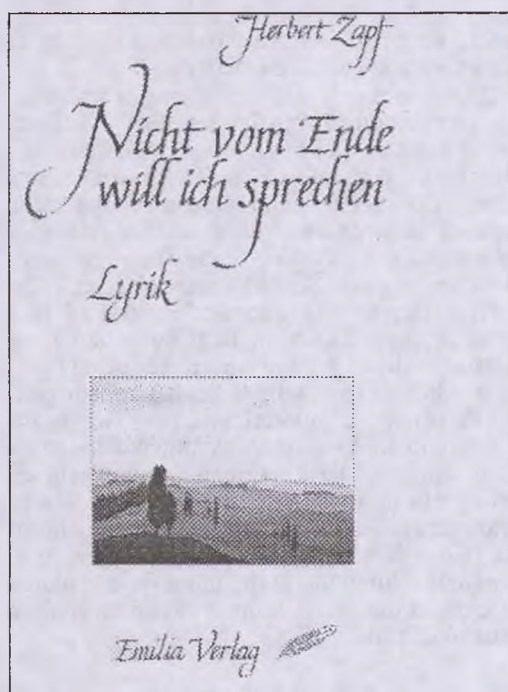 Herbert Zapf
Nicht vom Ende
will ich sprechen
Lyrik
Emilia Verlag